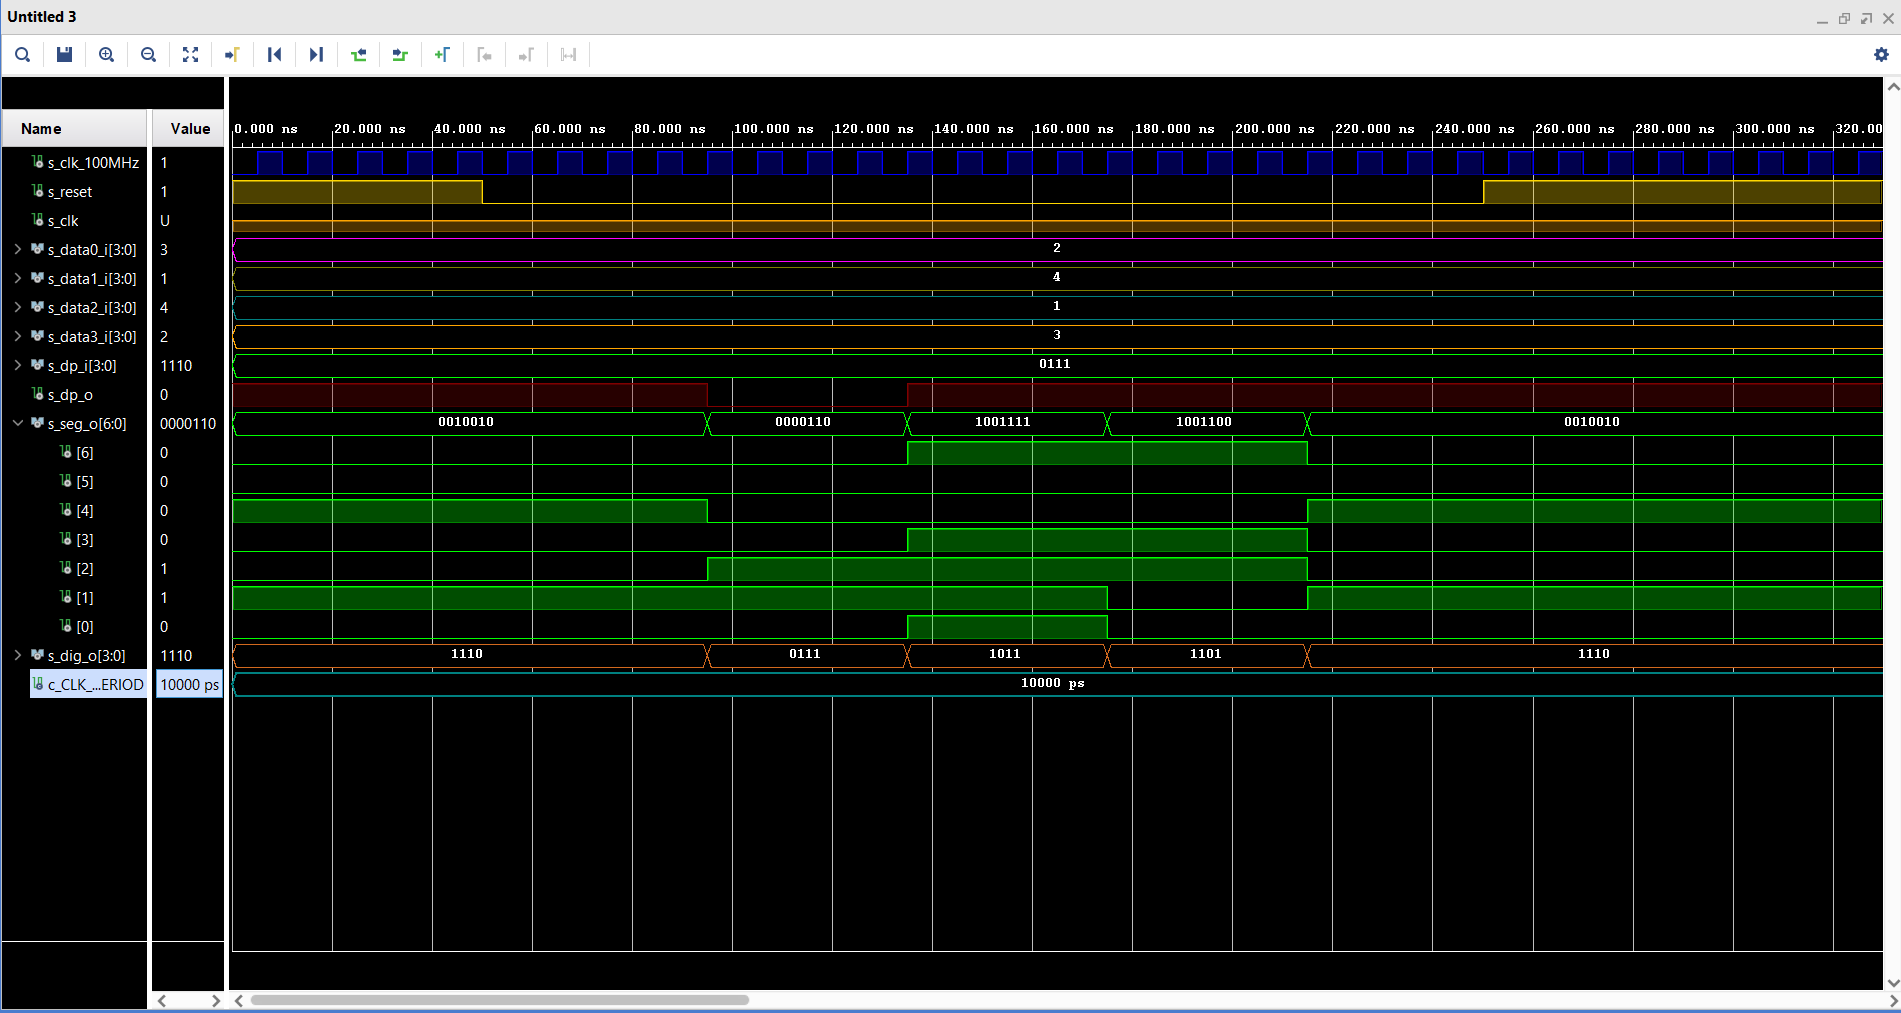 Untitled 3
Name Value 0.000 ns 20.000 ns 40.000 ns 60.000 ns 80.000 ns 100.000 ns 120.000 ns 140.000 ns 160.000 ns 180.000 ns 200.000 ns 220.000 ns 240.000 ns 260.000 ns 280.000 ns 300.000 ns 320.00
s_clk_100MHz 1
s_reset 1
s_clk U
s_data0_i[3:0] 3 2
s_data1_i[3:0] 1 4
s_data2_i[3:0] 4 1
s_data3_i[3:0] 2 3
s_dp_i[3:0] 1110 0111
s_dp_o 0
s_seg_o[6:0] 0000110 0010010 0000110 1001111 1001100 0010010
[6] 0
[5] 0
[4] 0
[3] 0
[2] 1
[1] 1
[0] 0
s_dig_o[3:0] 1110 1110 0111 1011 1101 1110
c_CLK_...ERIOD 10000 ps 10000 ps